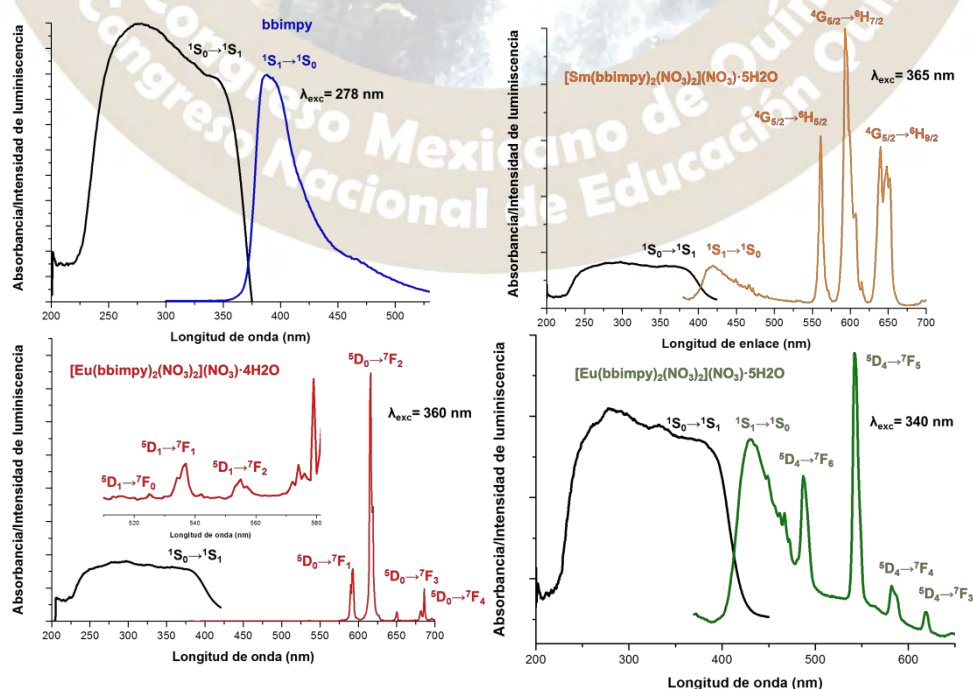 Congreso Mexicano de Química
Congreso Nacional de Educación Quí
bbimpy
¹S₀→¹S₁
¹S₁→¹S₀
λexc= 278 nm
Absorbancia/Intensidad de luminiscencia
200 250 300 350 400 450 500
Longitud de onda (nm)
⁴G₅/₂→⁶H₇/₂
[Sm(bbimpy)₂(NO₃)₂](NO₃)·5H2O
λexc= 365 nm
⁴G₅/₂→⁶H₅/₂
⁴G₅/₂→⁶H₉/₂
¹S₀→¹S₁
¹S₁→¹S₀
Absorbancia/Intensidad de luminiscencia
200 250 300 350 400 450 500 550 600 650 700
Longitud de enlace (nm)
[Eu(bbimpy)₂(NO₃)₂](NO₃)·4H2O
⁵D₀→⁷F₂
λexc= 360 nm
⁵D₁→⁷F₁
⁵D₁→⁷F₀
⁵D₁→⁷F₂
520 540 560 580
Longitud de onda (nm)
¹S₀→¹S₁
⁵D₀→⁷F₁
⁵D₀→⁷F₃
⁵D₀→⁷F₄
Absorbancia/Intensidad de luminiscencia
200 250 300 350 400 450 500 550 600 650 700
Longitud de onda (nm)
[Eu(bbimpy)₂(NO₃)₂](NO₃)·5H2O
⁵D₄→⁷F₅
λexc= 340 nm
¹S₀→¹S₁
¹S₁→¹S₀
⁵D₄→⁷F₆
⁵D₄→⁷F₄
⁵D₄→⁷F₃
Absorbancia/Intensidad de luminiscencia
200 300 400 500 600
Longitud de onda (nm)